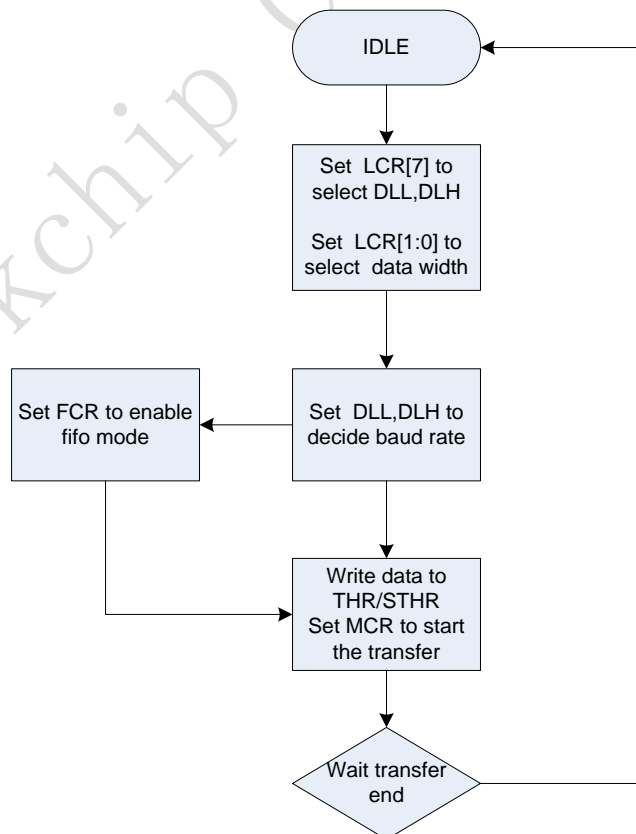 IDLE
Set LCR[7] to
select DLL,DLH
Set LCR[1:0] to
select data width
Set FCR to enable
fifo mode
Set DLL,DLH to
decide baud rate
Write data to
THR/STHR
Set MCR to start
the transfer
Wait transfer
end